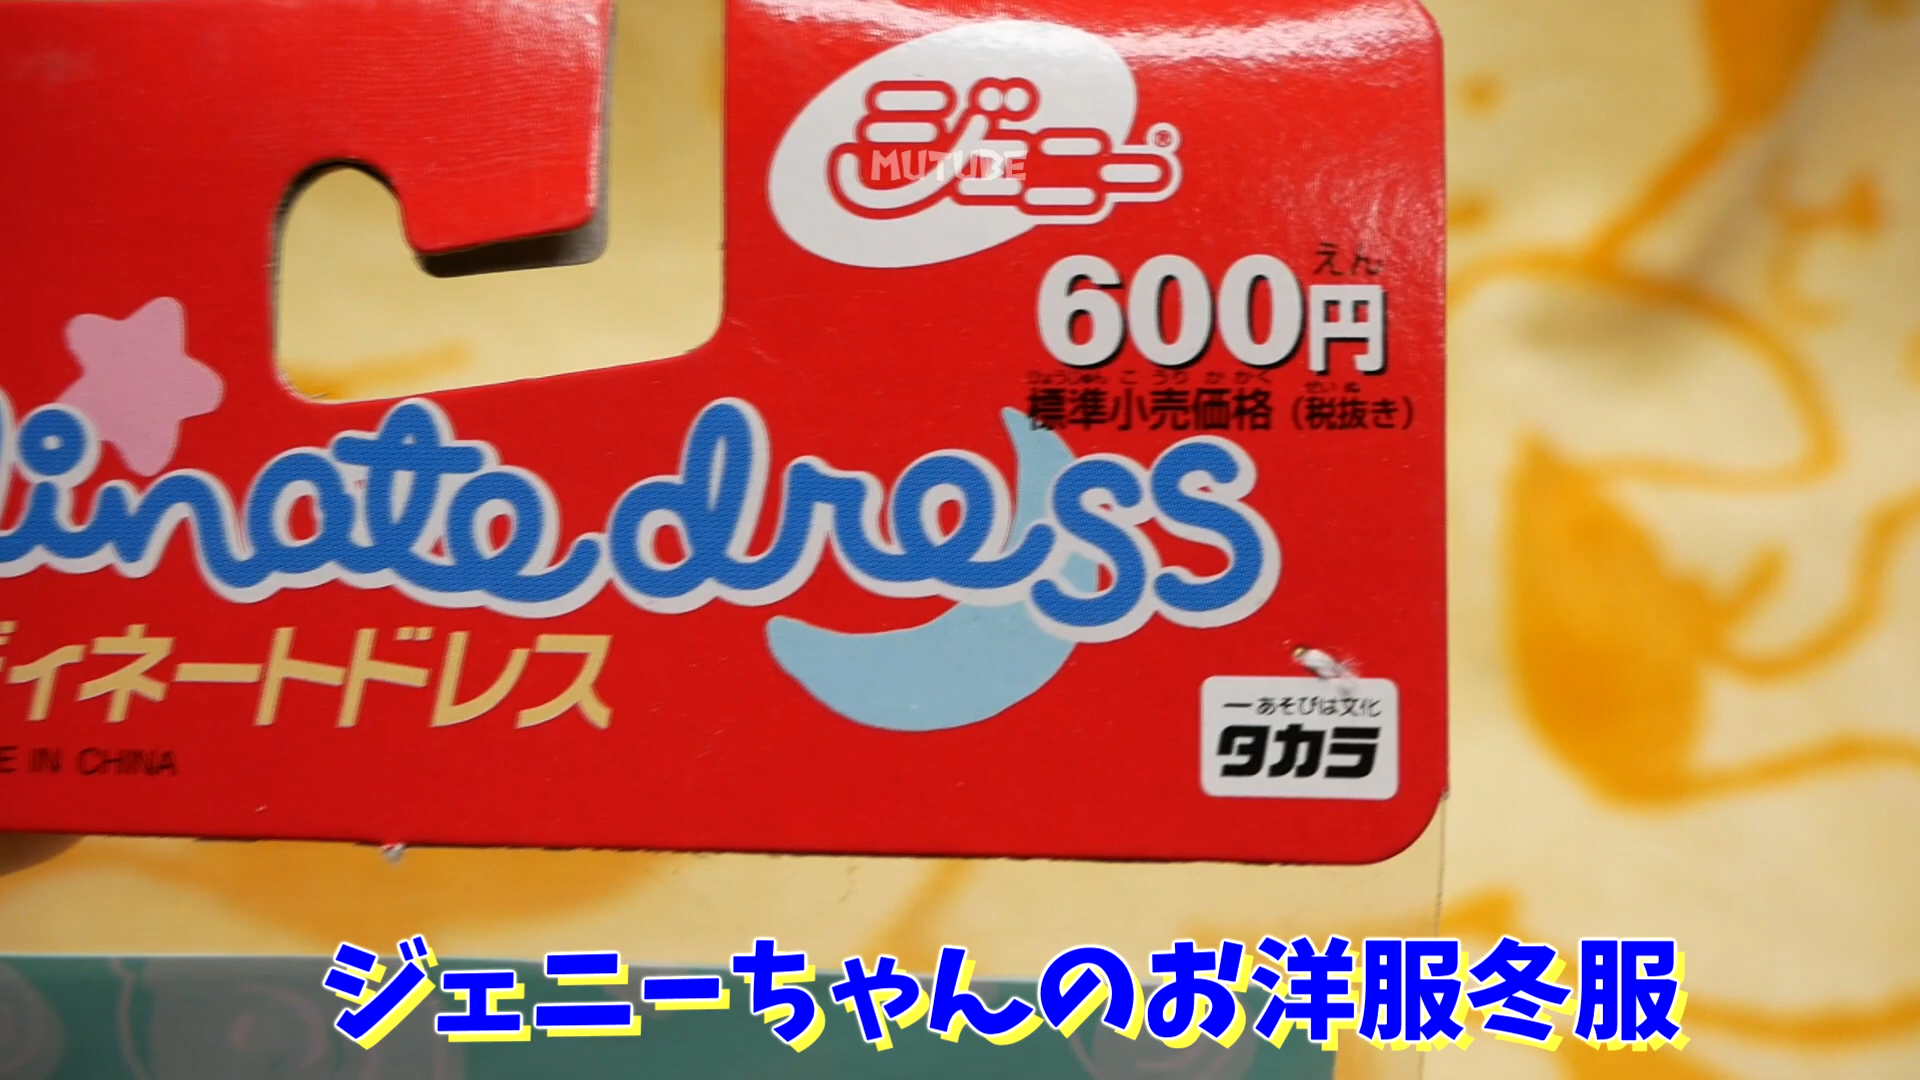 ジェニー®
MUTUBE
えん
600円
ひょうじゅん こ うり か かく ぜい ぬ
標準小売価格（税抜き）
dinate dress
ディネートドレス
E IN CHINA
ーあそびは文化
タカラ
ジェニーちゃんのお洋服冬服